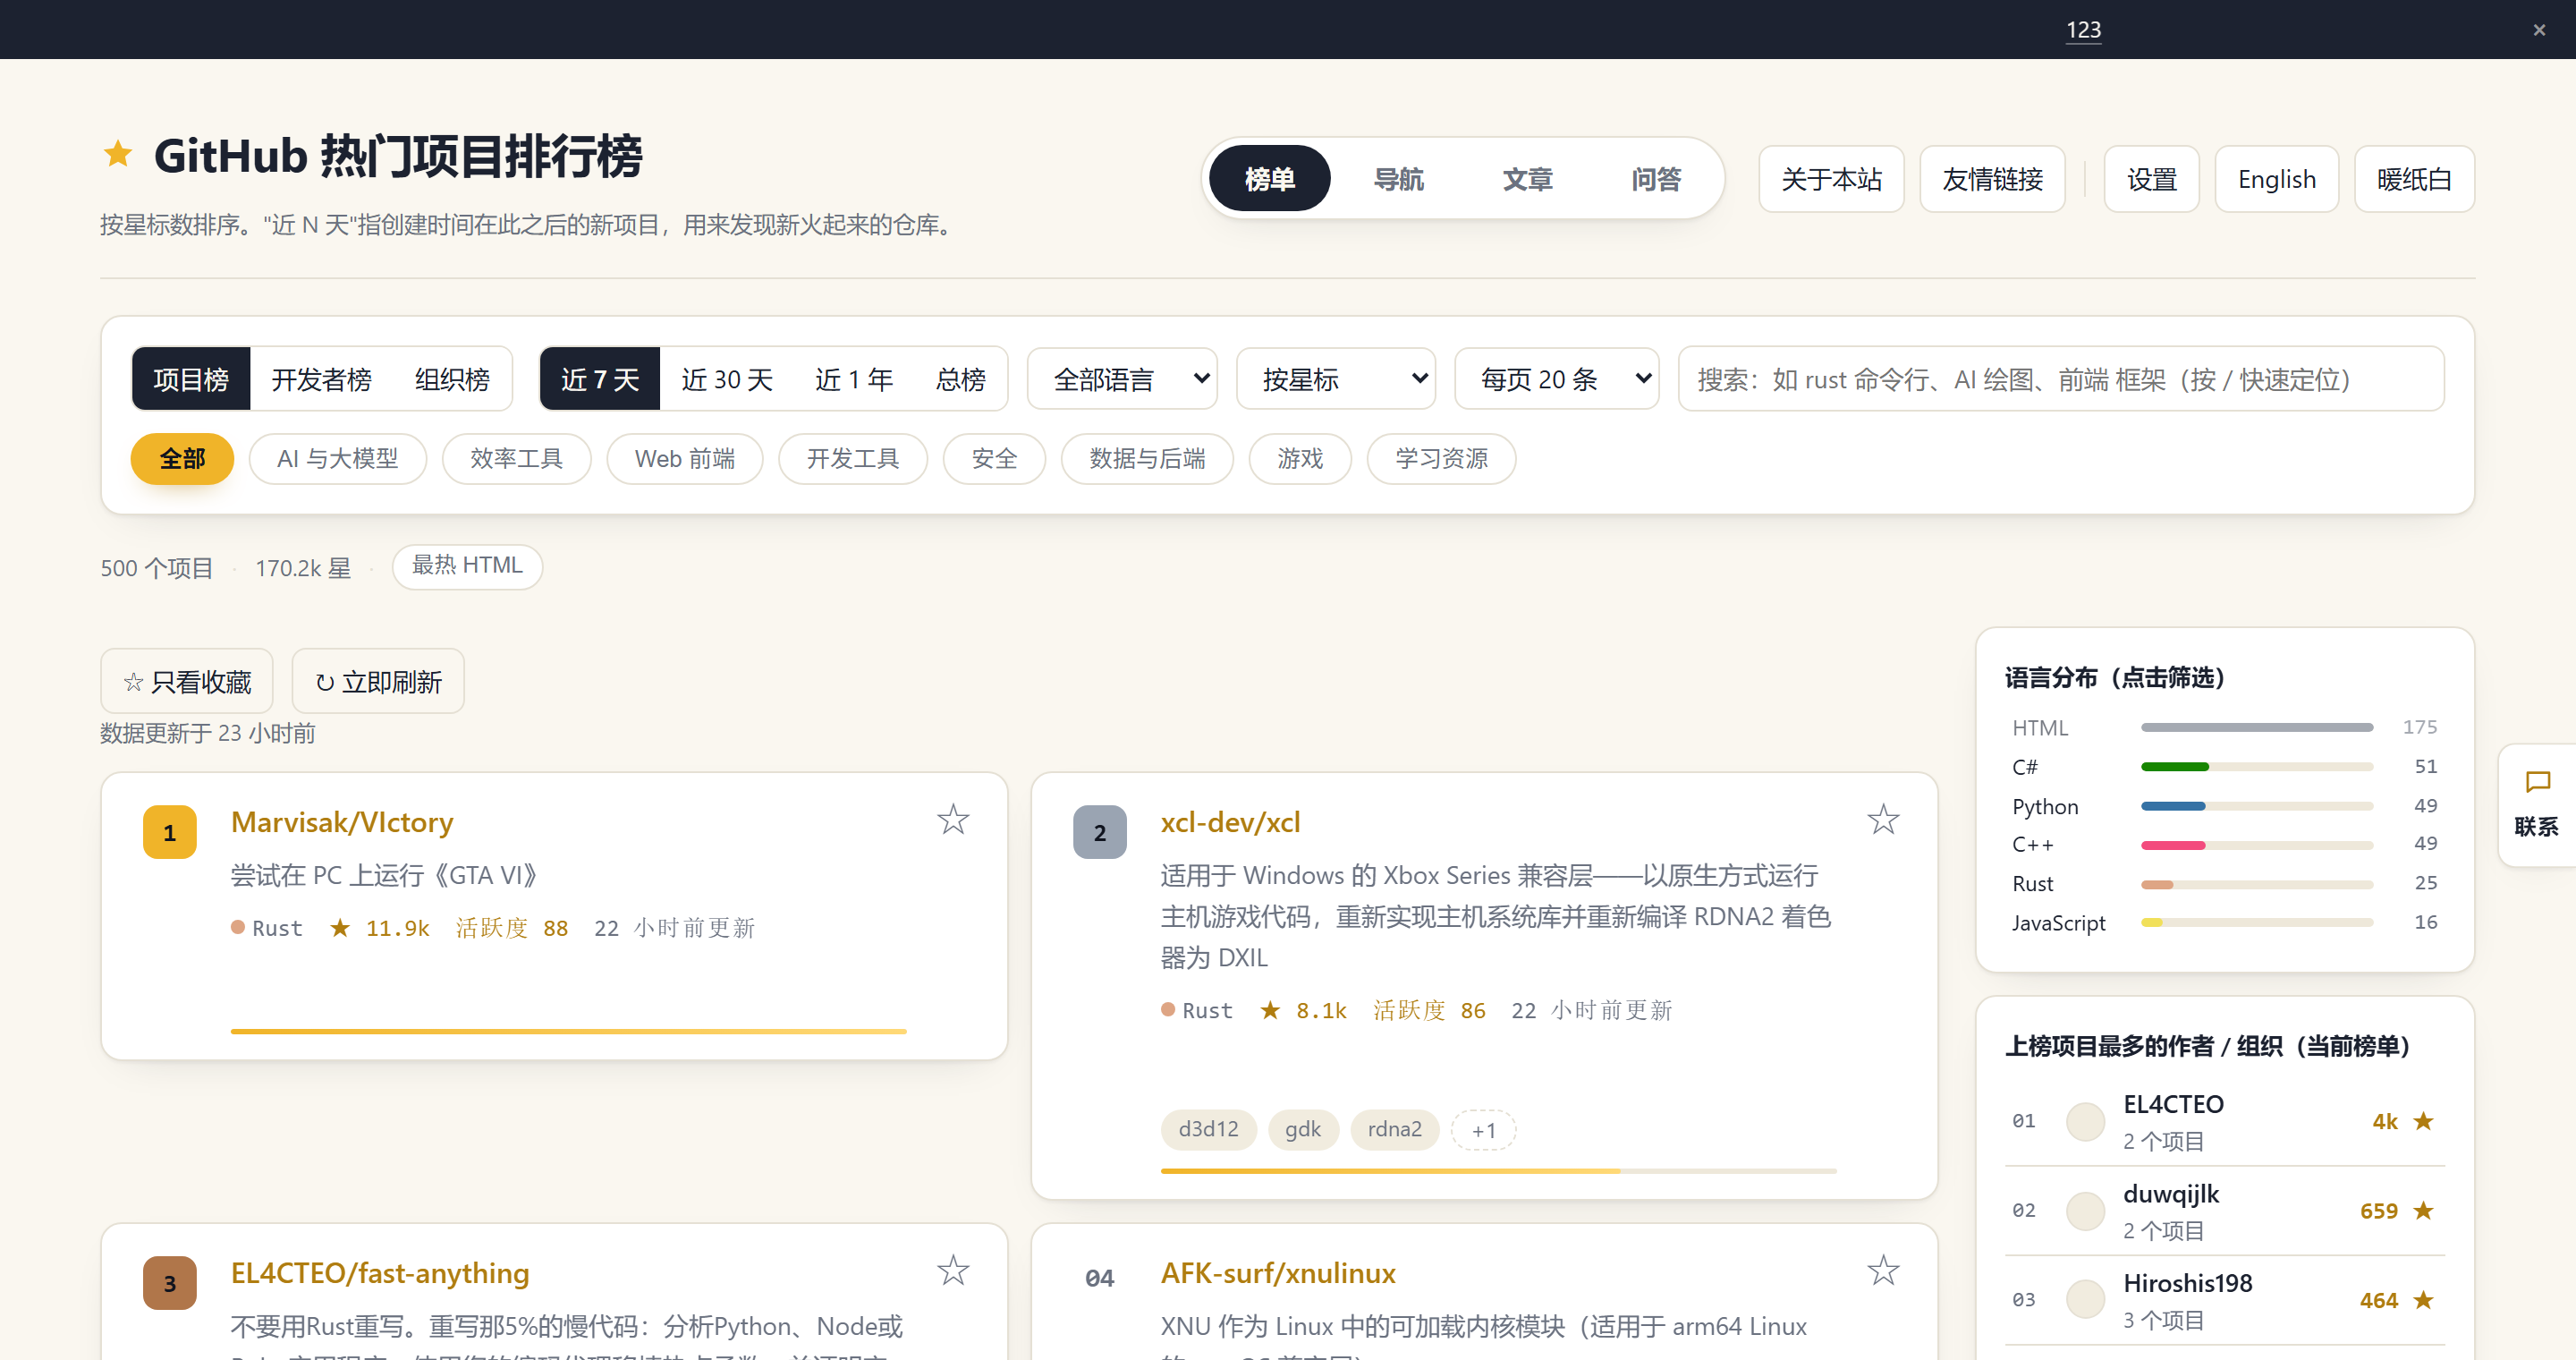 123
×
GitHub 热门项目排行榜
按星标数排序。"近 N 天"指创建时间在此之后的新项目，用来发现新火起来的仓库。
榜单 导航 文章 问答 关于本站 友情链接 设置 English 暖纸白
项目榜 开发者榜 组织榜 近 7 天 近 30 天 近 1 年 总榜 全部语言 按星标 每页 20 条 搜索：如 rust 命令行、AI 绘图、前端 框架（按 / 快速定位）
全部 AI 与大模型 效率工具 Web 前端 开发工具 安全 数据与后端 游戏 学习资源
500 个项目 · 170.2k 星 · 最热 HTML
☆ 只看收藏 ↻ 立即刷新
数据更新于 23 小时前
1
Marvisak/VIctory
尝试在 PC 上运行《GTA VI》
Rust ★ 11.9k 活跃度 88 22 小时前更新
2
xcl-dev/xcl
适用于 Windows 的 Xbox Series 兼容层——以原生方式运行
主机游戏代码，重新实现主机系统库并重新编译 RDNA2 着色
器为 DXIL
Rust ★ 8.1k 活跃度 86 22 小时前更新
d3d12 gdk rdna2 +1
3
EL4CTEO/fast-anything
不要用Rust重写。重写那5%的慢代码：分析Python、Node或
04
AFK-surf/xnulinux
XNU 作为 Linux 中的可加载内核模块（适用于 arm64 Linux
语言分布（点击筛选）
HTML 175
C# 51
Python 49
C++ 49
Rust 25
JavaScript 16
上榜项目最多的作者 / 组织（当前榜单）
01 EL4CTEO 4k ★
2 个项目
02 duwqijlk 659 ★
2 个项目
03 Hiroshis198 464 ★
3 个项目
联系